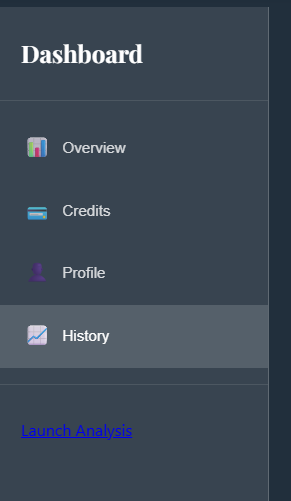 Dashboard
Overview
Credits
Profile
History
Launch Analysis